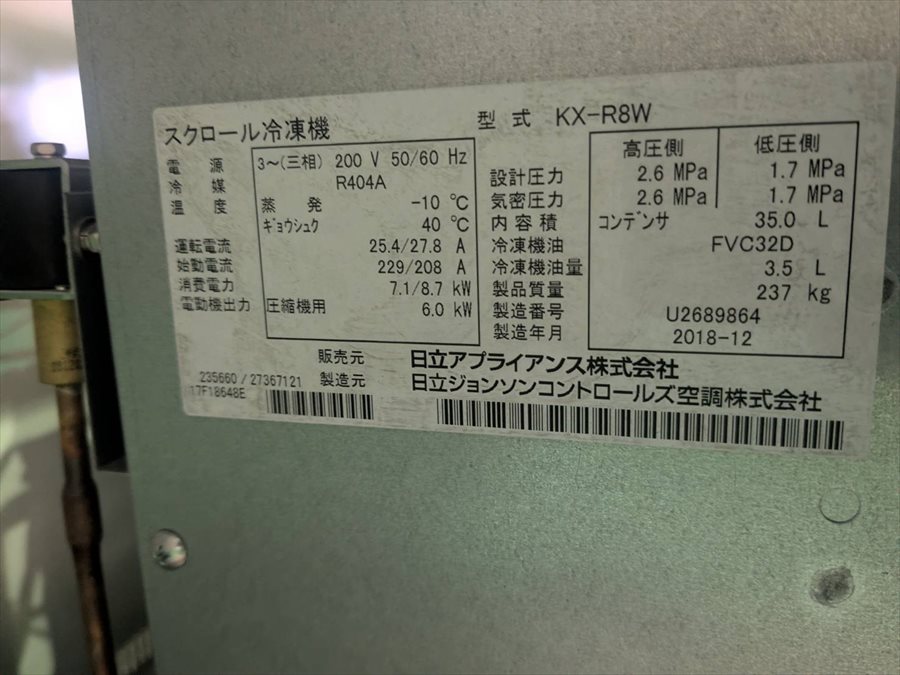 スクロール冷凍機 型式 KX-R8W
電源 3～(三相) 200 V 50/60 Hz
冷媒 R404A
温度 蒸発 -10 ℃
ギョウシュク 40 ℃
運転電流 25.4/27.8 A
始動電流 229/208 A
消費電力 7.1/8.7 kW
電動機出力 圧縮機用 6.0 kW
高圧側 低圧側
設計圧力 2.6 MPa 1.7 MPa
気密圧力 2.6 MPa 1.7 MPa
内容積 コンデンサ 35.0 L
冷凍機油 FVC32D
冷凍機油量 3.5 L
製品質量 237 kg
製造番号 U2689864
製造年月 2018-12
販売元 日立アプライアンス株式会社
235660 / 27367121 製造元 日立ジョンソンコントロールズ空調株式会社
17F18648E